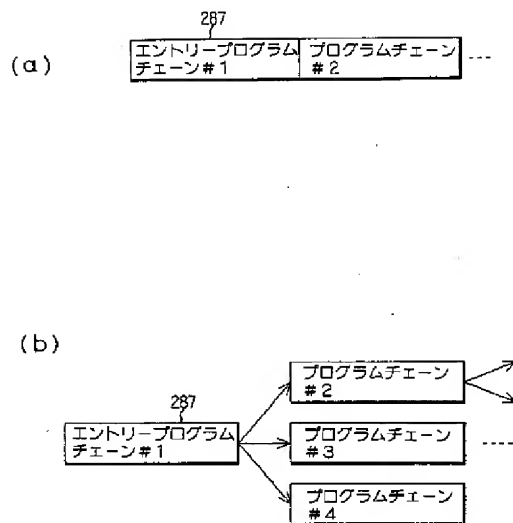 287
(a)
エントリープログラム プログラムチェーン
チェーン#1 #2
(b)
プログラムチェーン
#2
287
エントリープログラム プログラムチェーン
チェーン#1 #3
プログラムチェーン
#4